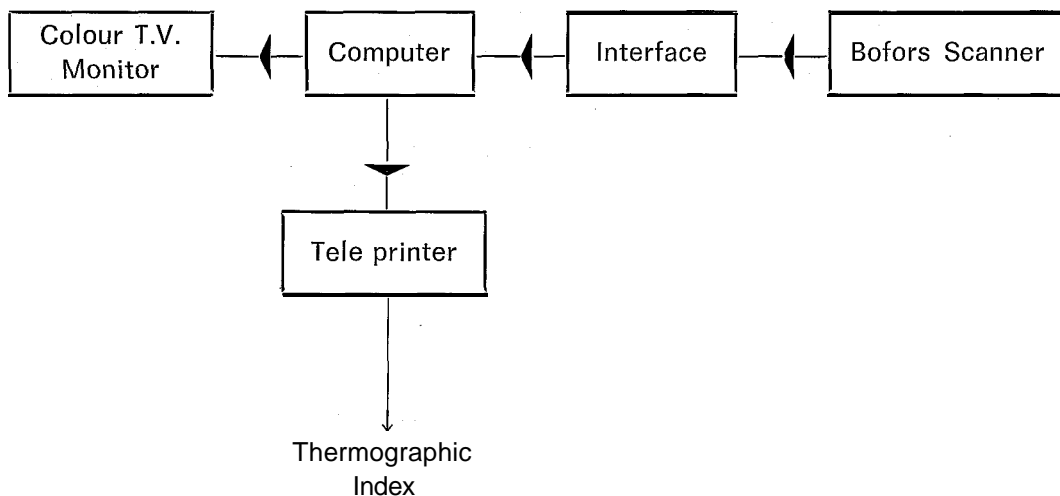 Colour T.V.
Monitor
Computer
Interface
Bofors Scanner
Tele printer
Thermographic
Index